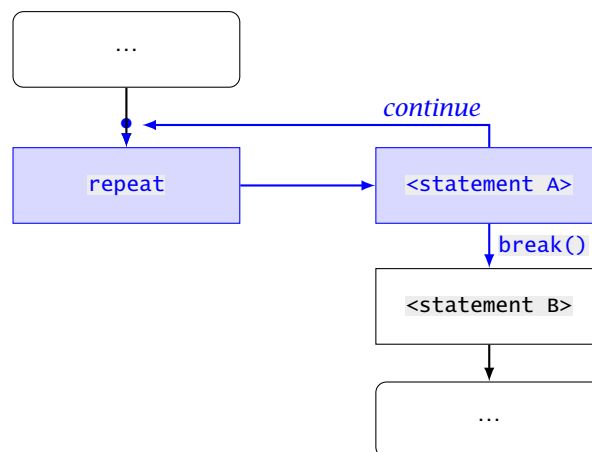 ...
continue
repeat
<statement A>
break()
<statement B>
...